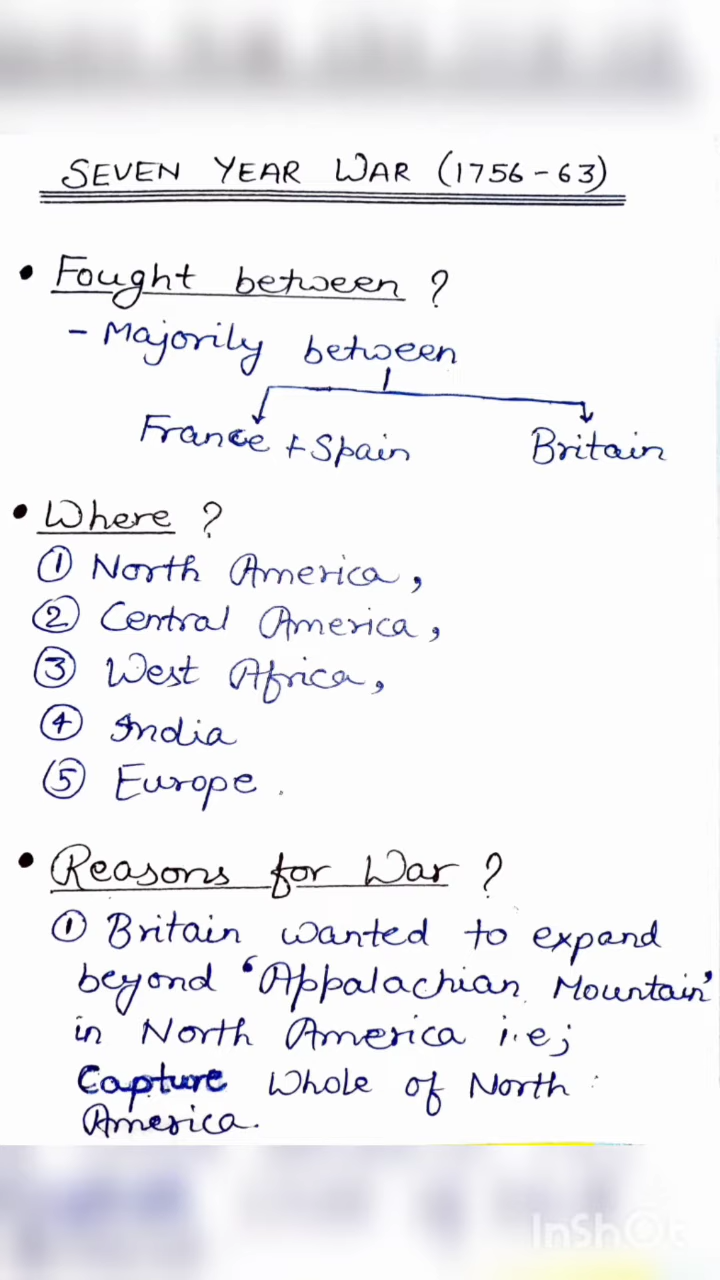 SEVEN YEAR WAR (1756-63)
• Fought between ?
- Majorily between
France + Spain Britain
• Where ?
① North America,
② Central America,
③ West Africa,
④ India
⑤ Europe.
• Reasons for War ?
① Britain wanted to expand
beyond 'Appalachian Mountain'
in North America i.e;
Capture Whole of North
America.
InShOt